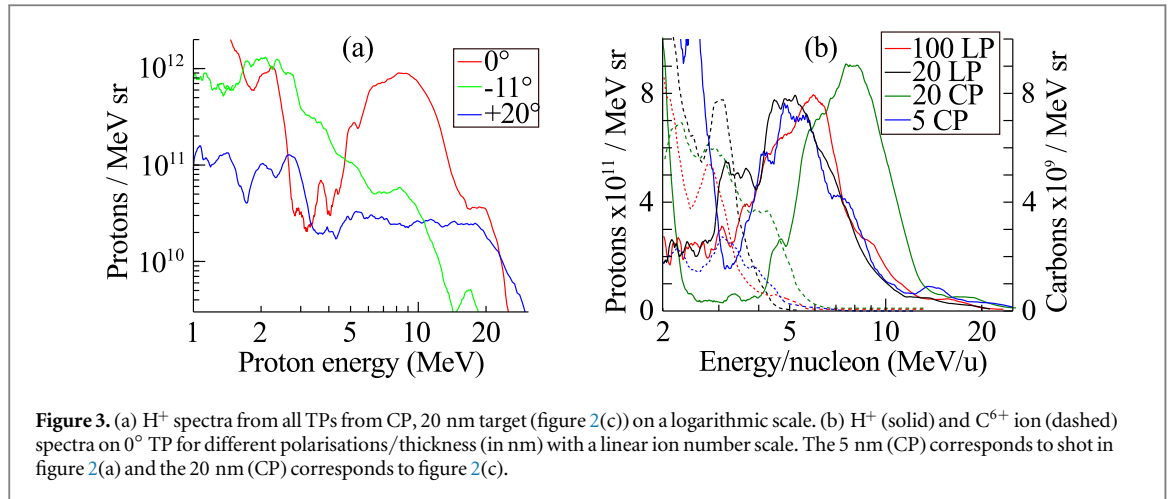 (a)
0°
-11°
+20°
Protons / MeV sr
10¹²
10¹¹
10¹⁰
1
2
5
10
20
Proton energy (MeV)
(b)
100 LP
20 LP
20 CP
5 CP
Protons x10¹¹ / MeV sr
8
4
0
2
5
10
20
Energy/nucleon (MeV/u)
8
4
0
Carbons x10⁹ / MeV sr
Figure 3. (a) H⁺ spectra from all TPs from CP, 20 nm target (figure 2(c)) on a logarithmic scale. (b) H⁺ (solid) and C⁶⁺ ion (dashed)
spectra on 0° TP for different polarisations/thickness (in nm) with a linear ion number scale. The 5 nm (CP) corresponds to shot in
figure 2(a) and the 20 nm (CP) corresponds to figure 2(c).